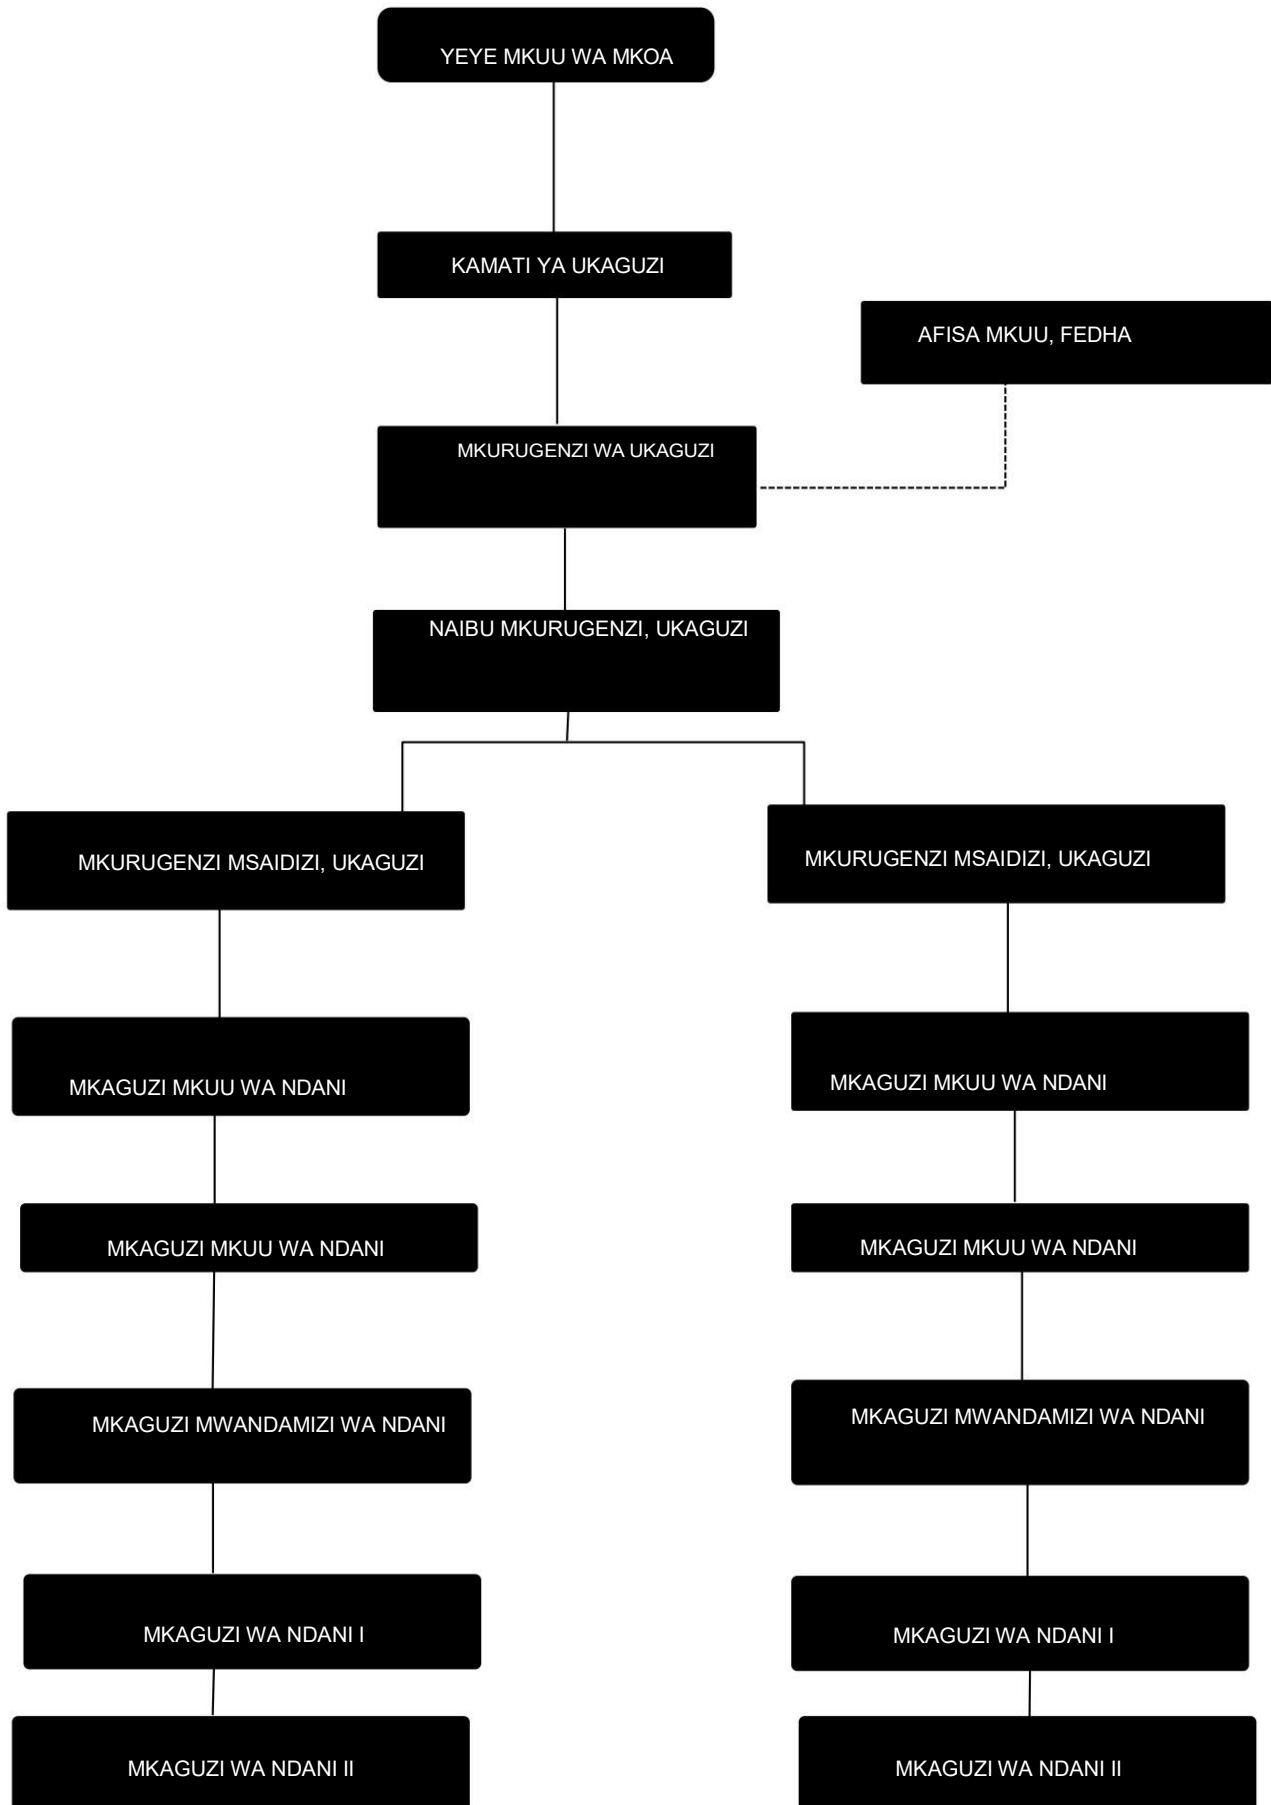 YEYE MKUU WA MKOA
KAMATI YA UKAGUZI
AFISA MKUU, FEDHA
MKURUGENZI WA UKAGUZI
NAIBU MKURUGENZI, UKAGUZI
MKURUGENZI MSAIDIZI, UKAGUZI
MKURUGENZI MSAIDIZI, UKAGUZI
MKAGUZI MKUU WA NDANI
MKAGUZI MKUU WA NDANI
MKAGUZI MKUU WA NDANI
MKAGUZI MKUU WA NDANI
MKAGUZI MWANDAMIZI WA NDANI
MKAGUZI MWANDAMIZI WA NDANI
MKAGUZI WA NDANI I
MKAGUZI WA NDANI I
MKAGUZI WA NDANI II
MKAGUZI WA NDANI II